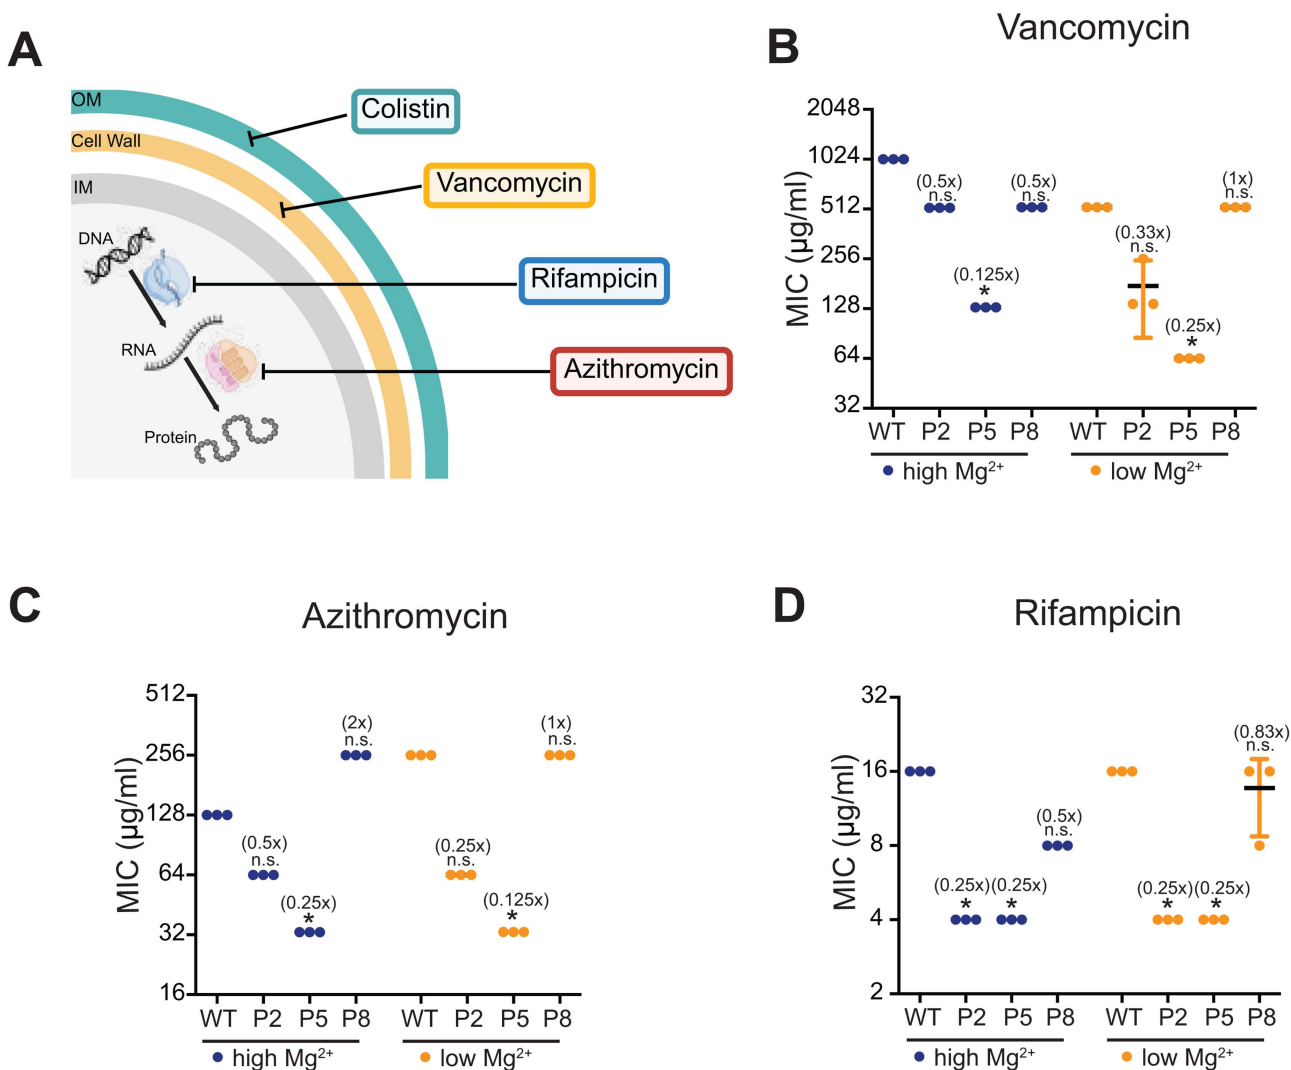 A
OM
Cell Wall
IM
DNA
RNA
Protein
Colistin
Vancomycin
Rifampicin
Azithromycin
B
Vancomycin
MIC (µg/ml)
2048
1024
512
256
128
64
32
(0.5x)
n.s.
(0.125x)
*
(0.5x)
n.s.
(0.33x)
n.s.
(0.25x)
*
(1x)
n.s.
WT P2 P5 P8 WT P2 P5 P8
high Mg²⁺ low Mg²⁺
C
Azithromycin
MIC (µg/ml)
512
256
128
64
32
16
(0.5x)
n.s.
(0.25x)
*
(2x)
n.s.
(0.25x)
n.s.
(0.125x)
*
(1x)
n.s.
WT P2 P5 P8 WT P2 P5 P8
high Mg²⁺ low Mg²⁺
D
Rifampicin
MIC (µg/ml)
32
16
8
4
2
(0.25x)
*
(0.25x)
*
(0.5x)
n.s.
(0.25x)
*
(0.25x)
*
(0.83x)
n.s.
WT P2 P5 P8 WT P2 P5 P8
high Mg²⁺ low Mg²⁺